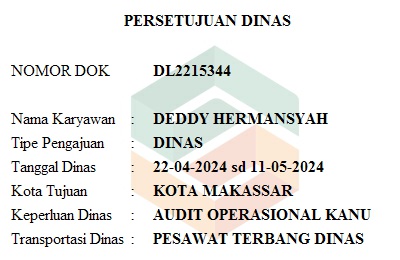 PERSETUJUAN DINAS
NOMOR DOK DL2215344
Nama Karyawan : DEDDY HERMANSYAH
Tipe Pengajuan : DINAS
Tanggal Dinas : 22-04-2024 sd 11-05-2024
Kota Tujuan : KOTA MAKASSAR
Keperluan Dinas : AUDIT OPERASIONAL KANU
Transportasi Dinas : PESAWAT TERBANG DINAS